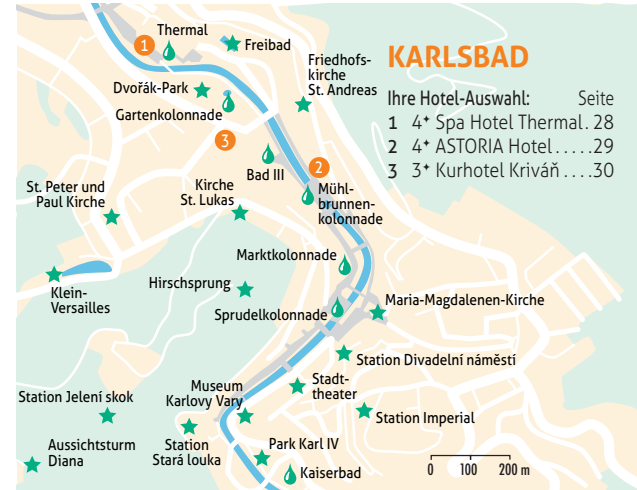 KARLSBAD
Ihre Hotel-Auswahl: Seite
1 4✦ Spa Hotel Thermal. 28
2 4✦ ASTORIA Hotel.....29
3 3✦ Kurhotel Kriváň....30
Thermal
1
Freibad
Friedhofs-
kirche
St. Andreas
Dvořák-Park
Gartenkolonnade
3
Bad III
2
Mühl-
brunnen-
kolonnade
St. Peter und
Paul Kirche
Kirche
St. Lukas
Marktkolonnade
Klein-
Versailles
Hirschsprung
Sprudelkolonnade
Maria-Magdalenen-Kirche
Station Divadelní náměstí
Stadt-
theater
Museum
Karlovy Vary
Station Jelení skok
Station Imperial
Aussichtsturm
Diana
Station
Stará louka
Park Karl IV
Kaiserbad
0 100 200 m